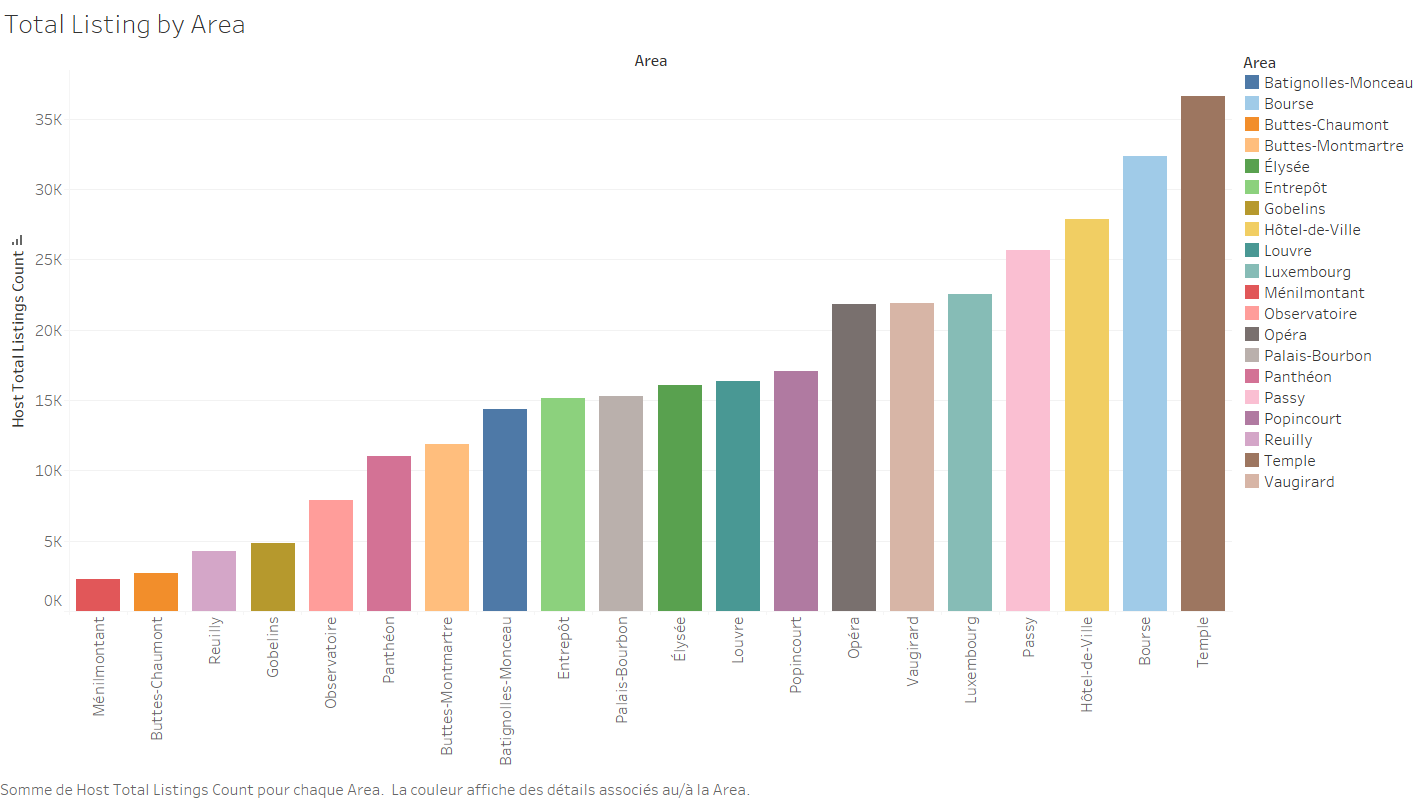 Total Listing by Area
Area
Host Total Listings Count
35K
30K
25K
20K
15K
10K
5K
0K
Ménilmontant
Buttes-Chaumont
Reuilly
Gobelins
Observatoire
Panthéon
Buttes-Montmartre
Batignolles-Monceau
Entrepôt
Palais-Bourbon
Élysée
Louvre
Popincourt
Opéra
Vaugirard
Luxembourg
Passy
Hôtel-de-Ville
Bourse
Temple
Area
Batignolles-Monceau
Bourse
Buttes-Chaumont
Buttes-Montmartre
Élysée
Entrepôt
Gobelins
Hôtel-de-Ville
Louvre
Luxembourg
Ménilmontant
Observatoire
Opéra
Palais-Bourbon
Panthéon
Passy
Popincourt
Reuilly
Temple
Vaugirard
Somme de Host Total Listings Count pour chaque Area.  La couleur affiche des détails associés au/à la Area.